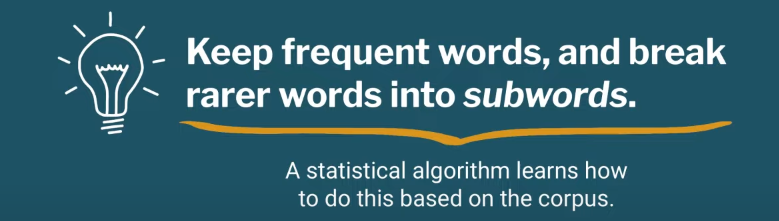 Keep frequent words, and break
rarer words into subwords.
A statistical algorithm learns how
to do this based on the corpus.